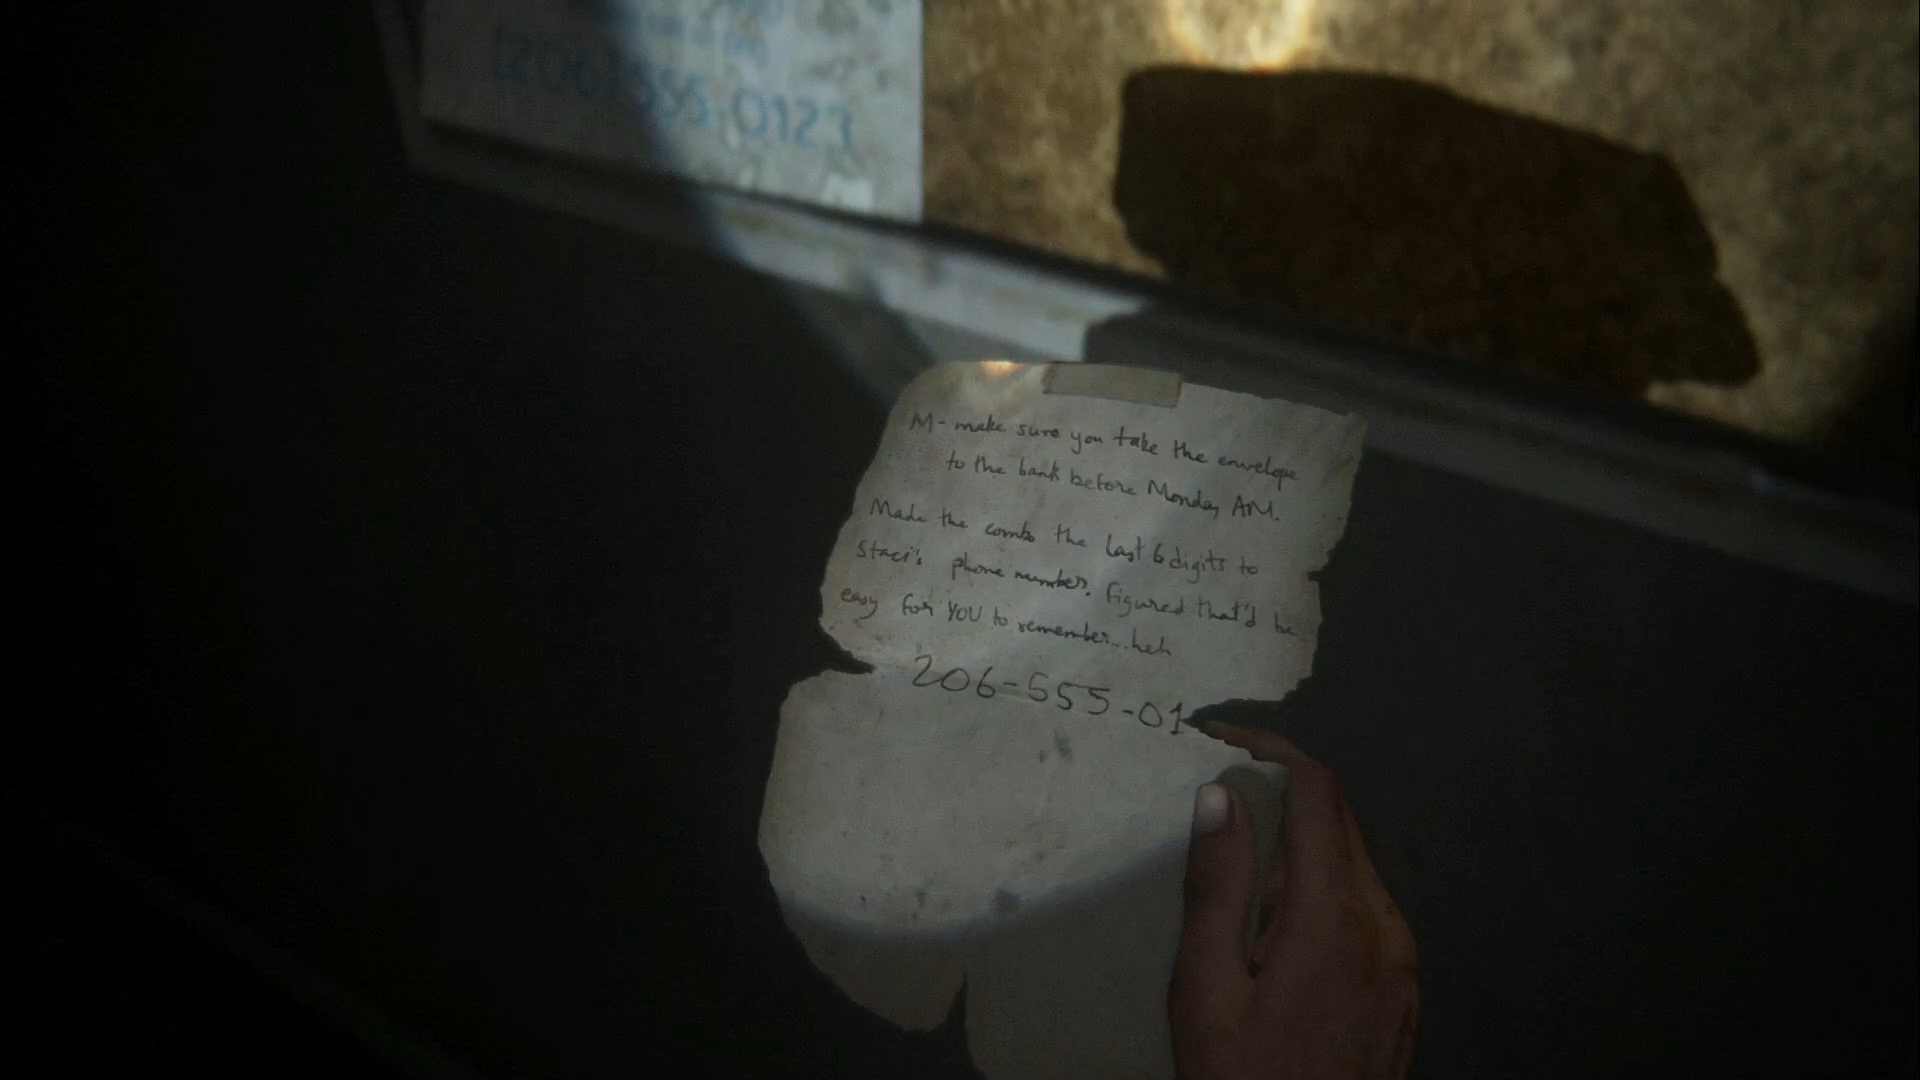 (206) 555-0123
M- make sure you take the envelope
to the bank before Monday AM.
Made the combo the last 6 digits to
Staci's phone number. Figured that'd be
easy for YOU to remember...heh
206-555-01